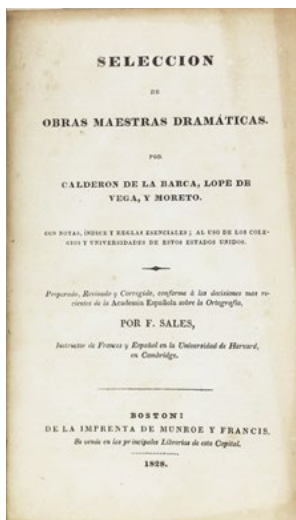 SELECCION
DE
OBRAS MAESTRAS DRAMÁTICAS.
POR
CALDERON DE LA BARCA, LOPE DE
VEGA, Y MORETO.
CON NOTAS, ÍNDICE Y REGLAS ESENCIALES; AL USO DE LOS COLE-
GIOS Y UNIVERSIDADES DE ESTOS ESTADOS UNIDOS.
Preparado, Revisado y Corregido, conforme á las decisiones mas re-
cientes de la Academia Española sobre la Ortografía,
POR F. SALES,
Instructor de Frances y Español en la Universidad de Harvard,
en Cambridge.
BOSTON:
DE LA IMPRENTA DE MUNROE Y FRANCIS.
Se vende en las principales Librerias de esta Capital.
1828.